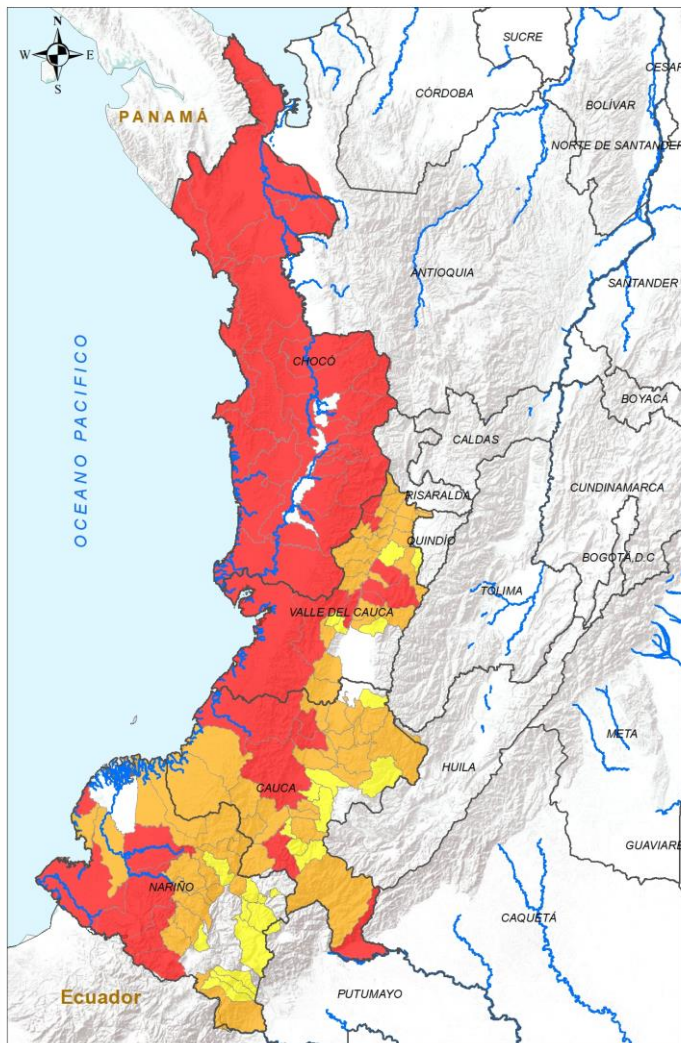 N
W E
S
SUCRE
CESAR
CÓRDOBA
BOLÍVAR
PANAMÁ
NORTE DE SANTANDER
ANTIOQUIA
SANTANDER
OCEANO PACIFICO
CHOCÓ
BOYACÁ
CALDAS
CUNDINAMARCA
RISARALDA
QUINDÍO
BOGOTÁ, D.C
TOLIMA
VALLE DEL CAUCA
META
HUILA
CAUCA
GUAVIARE
NARIÑO
CAQUETÁ
Ecuador
PUTUMAYO